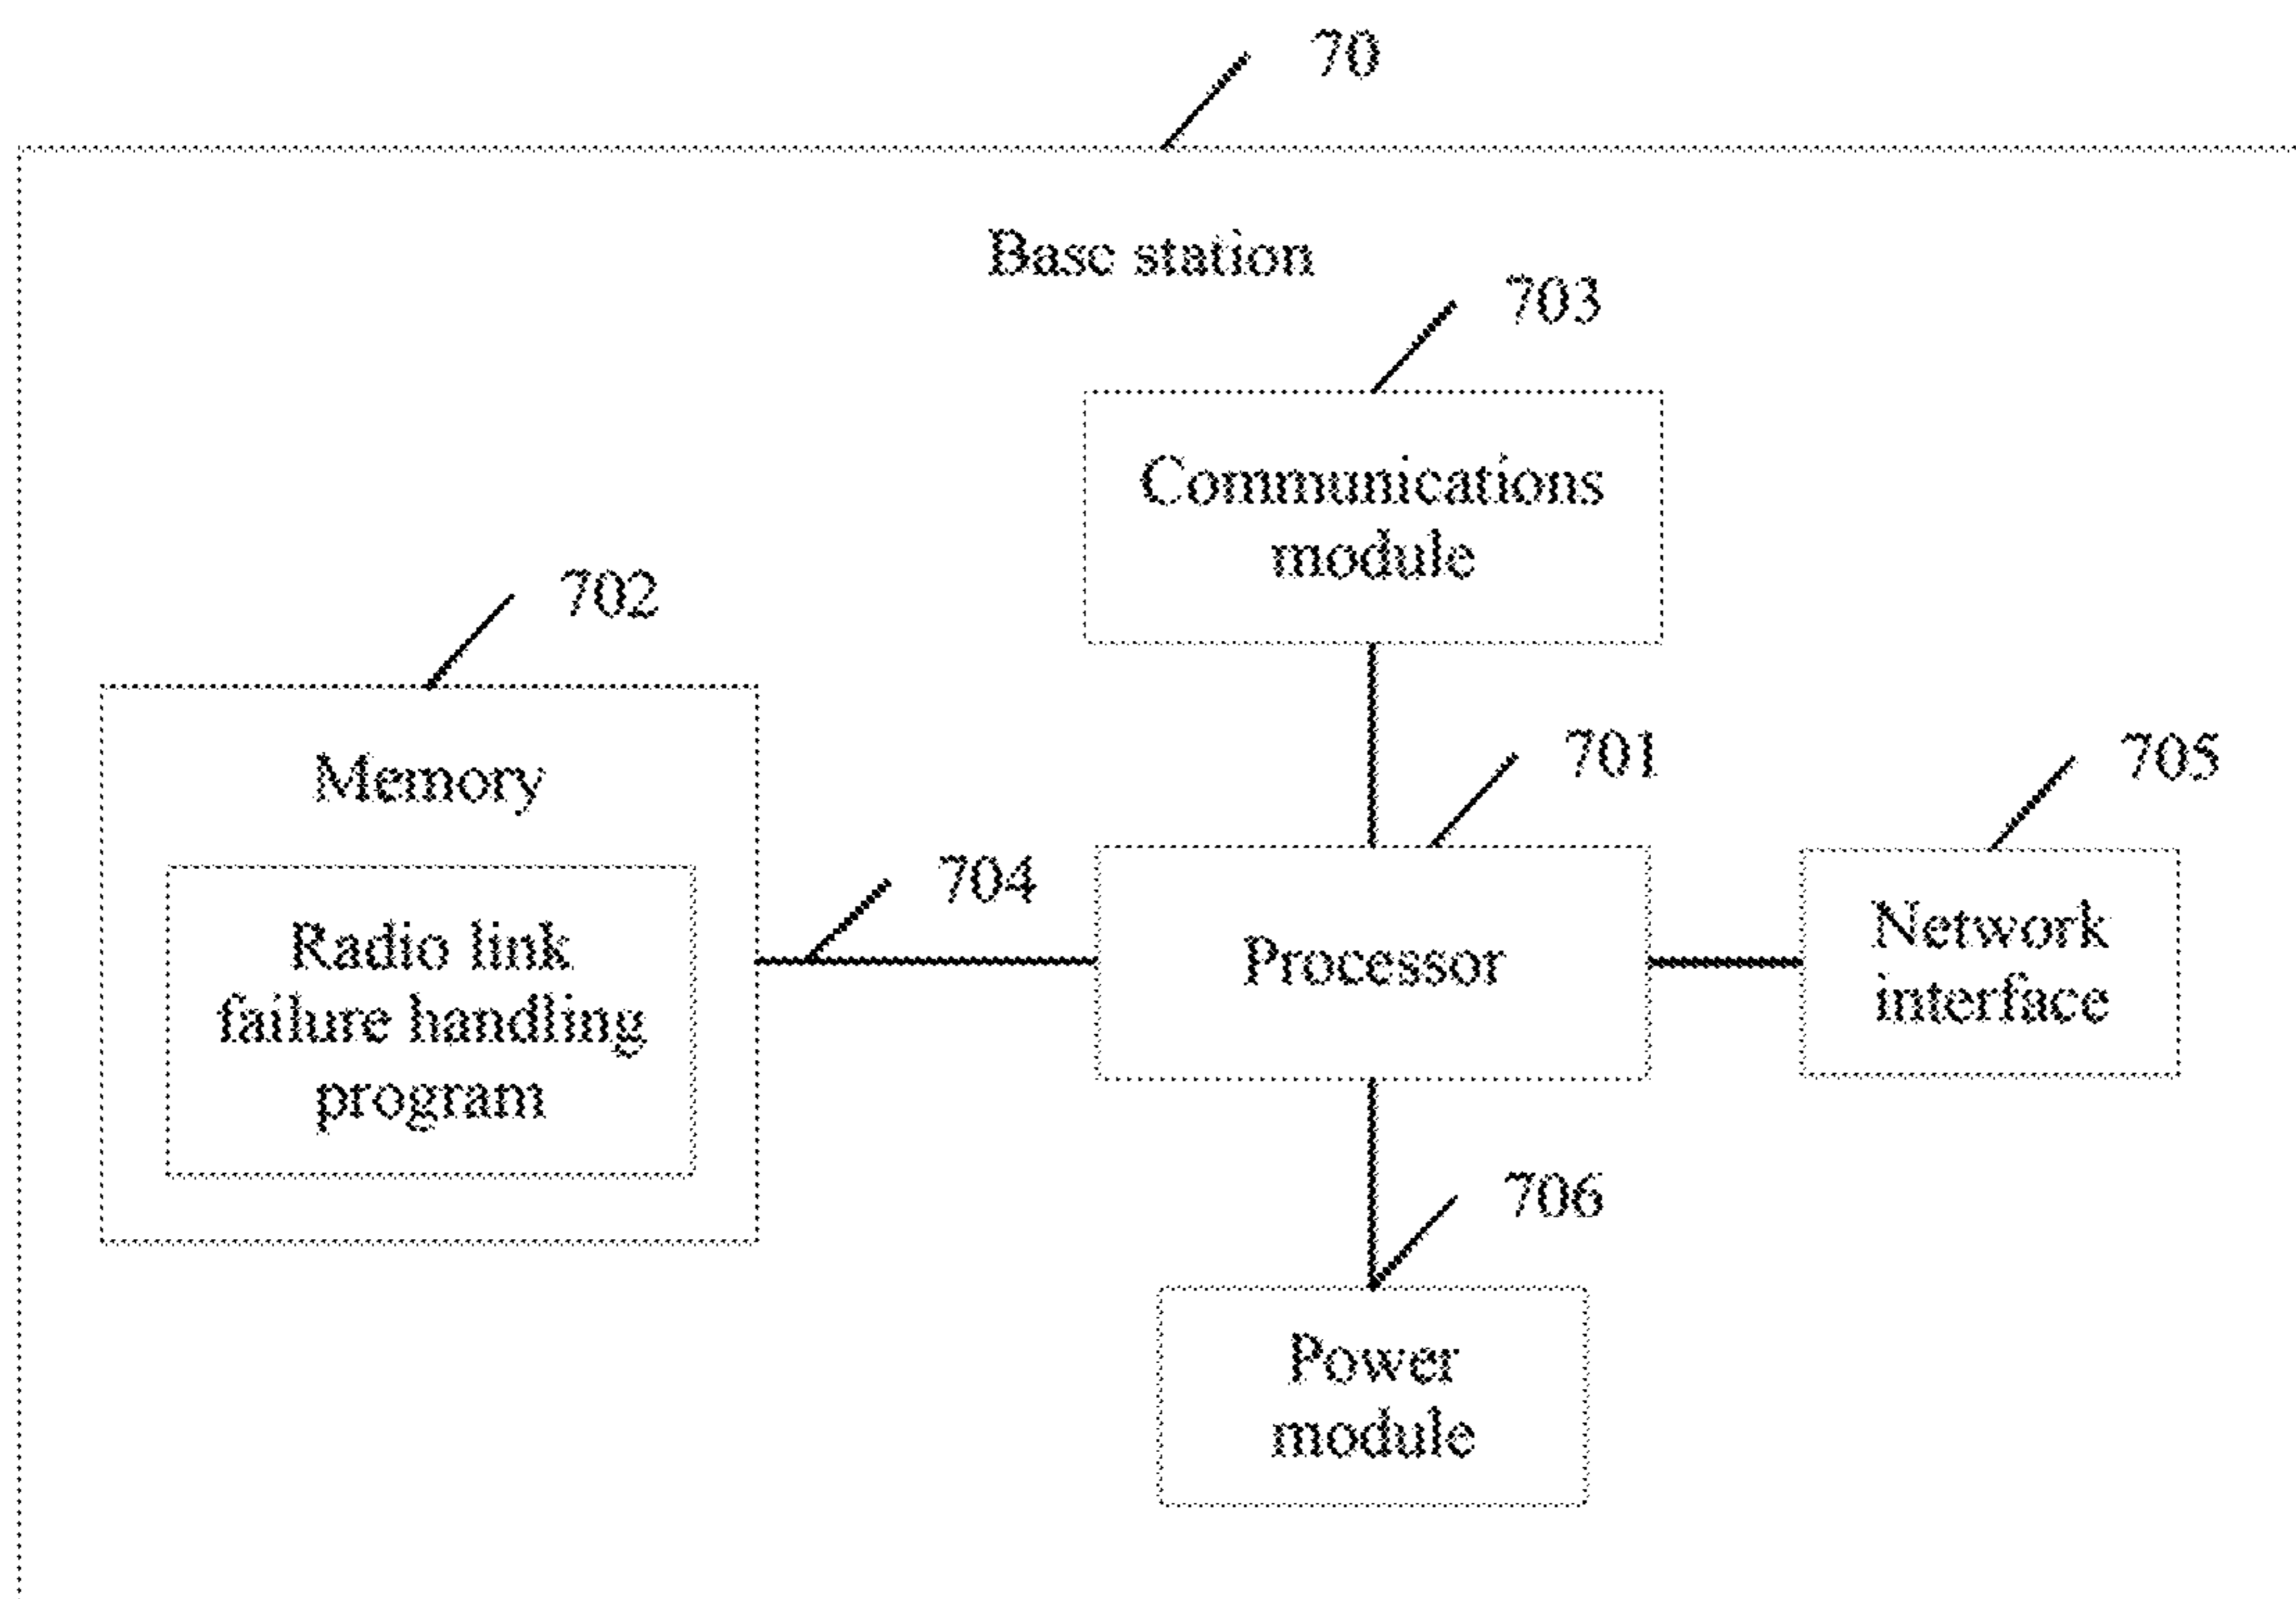 70
Base station
703
Communications
module
702
Memory
Radio link
failure handling
program
704
701
Processor
705
Network
interface
706
Power
module